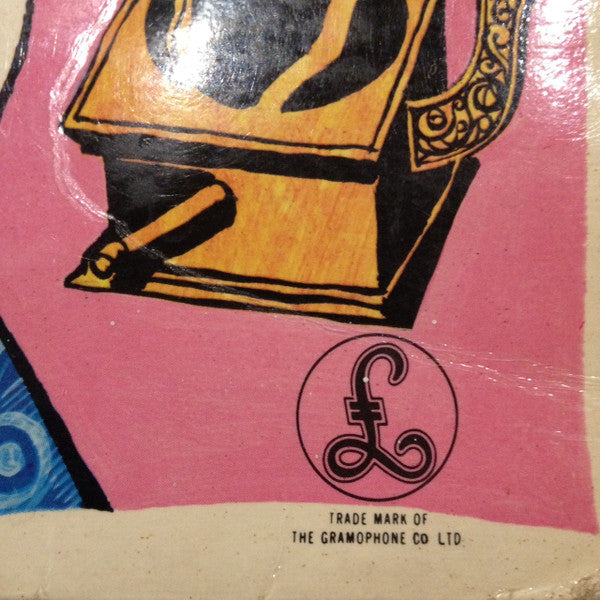 £
TRADE MARK OF
THE GRAMOPHONE CO LTD